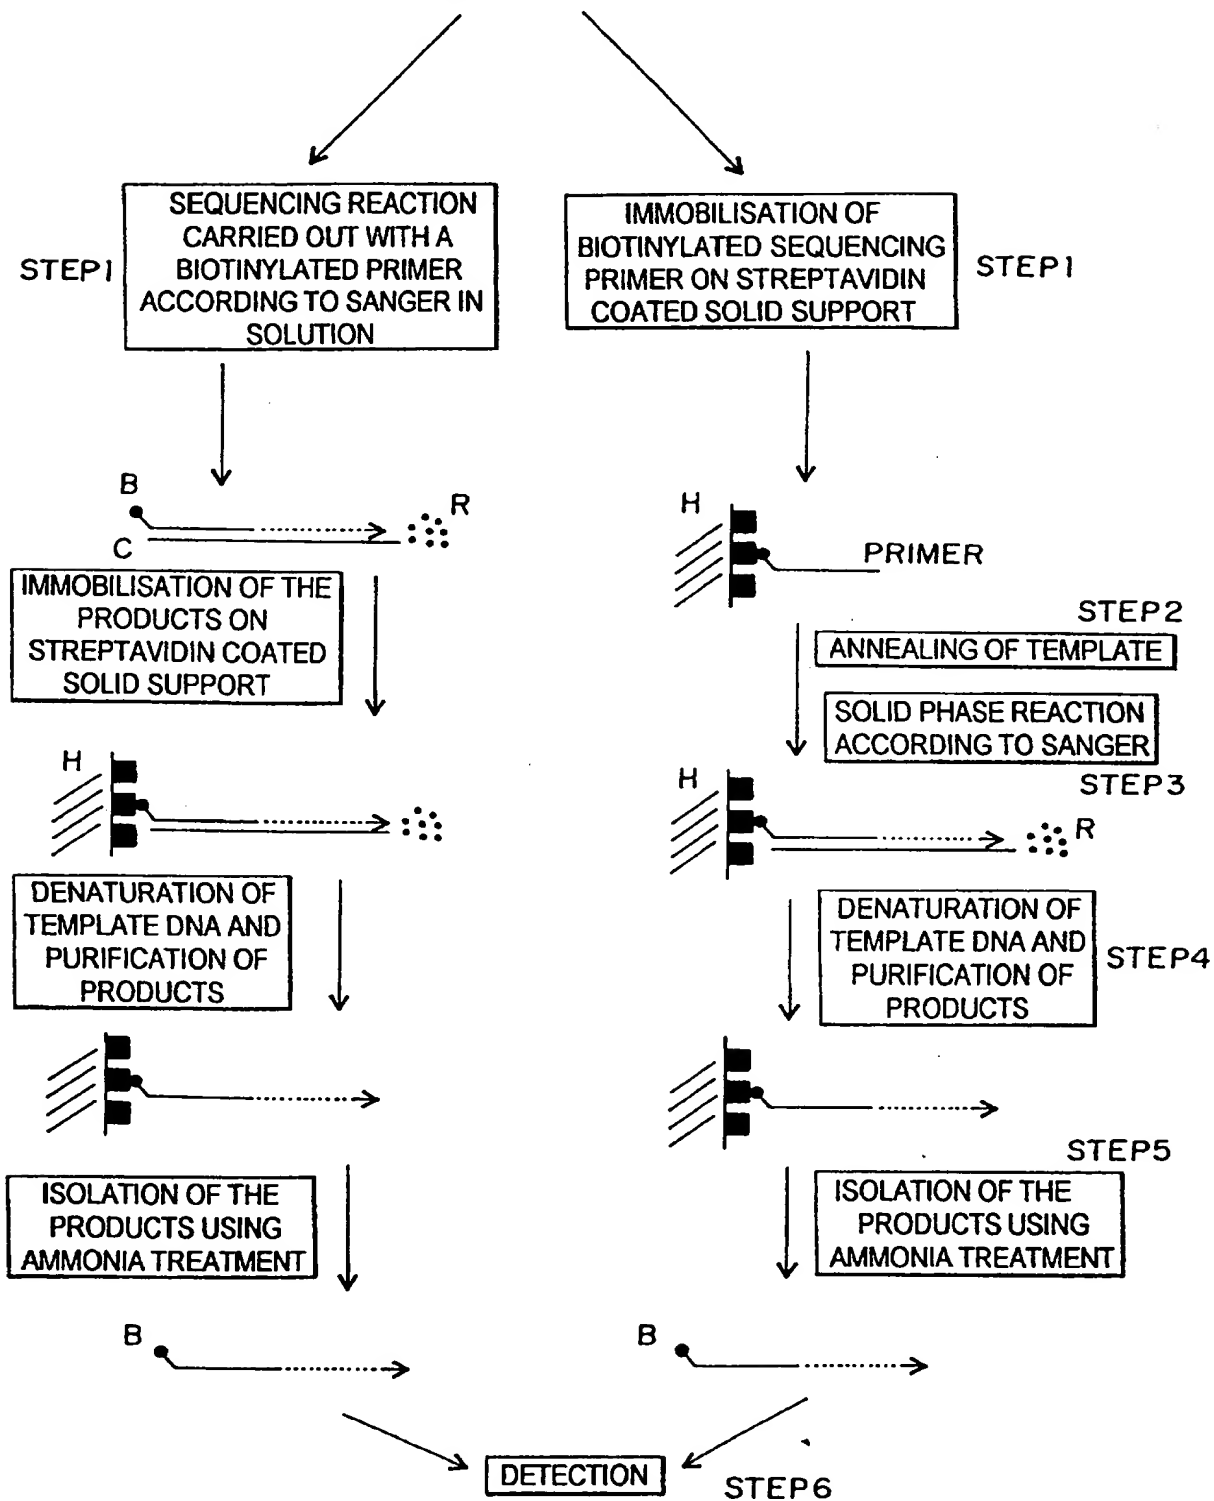 SEQUENCING REACTION
CARRIED OUT WITH A
BIOTINYLATED PRIMER
ACCORDING TO SANGER IN
SOLUTION
STEP1
IMMOBILISATION OF
BIOTINYLATED SEQUENCING
PRIMER ON STREPTAVIDIN
COATED SOLID SUPPORT
STEP1
B
R
C
IMMOBILISATION OF THE
PRODUCTS ON
STREPTAVIDIN COATED
SOLID SUPPORT
H
PRIMER
STEP2
ANNEALING OF TEMPLATE
SOLID PHASE REACTION
ACCORDING TO SANGER
STEP3
H
H
R
DENATURATION OF
TEMPLATE DNA AND
PURIFICATION OF
PRODUCTS
DENATURATION OF
TEMPLATE DNA AND
PURIFICATION OF
PRODUCTS
STEP4
STEP5
ISOLATION OF THE
PRODUCTS USING
AMMONIA TREATMENT
ISOLATION OF THE
PRODUCTS USING
AMMONIA TREATMENT
B
B
DETECTION
STEP6